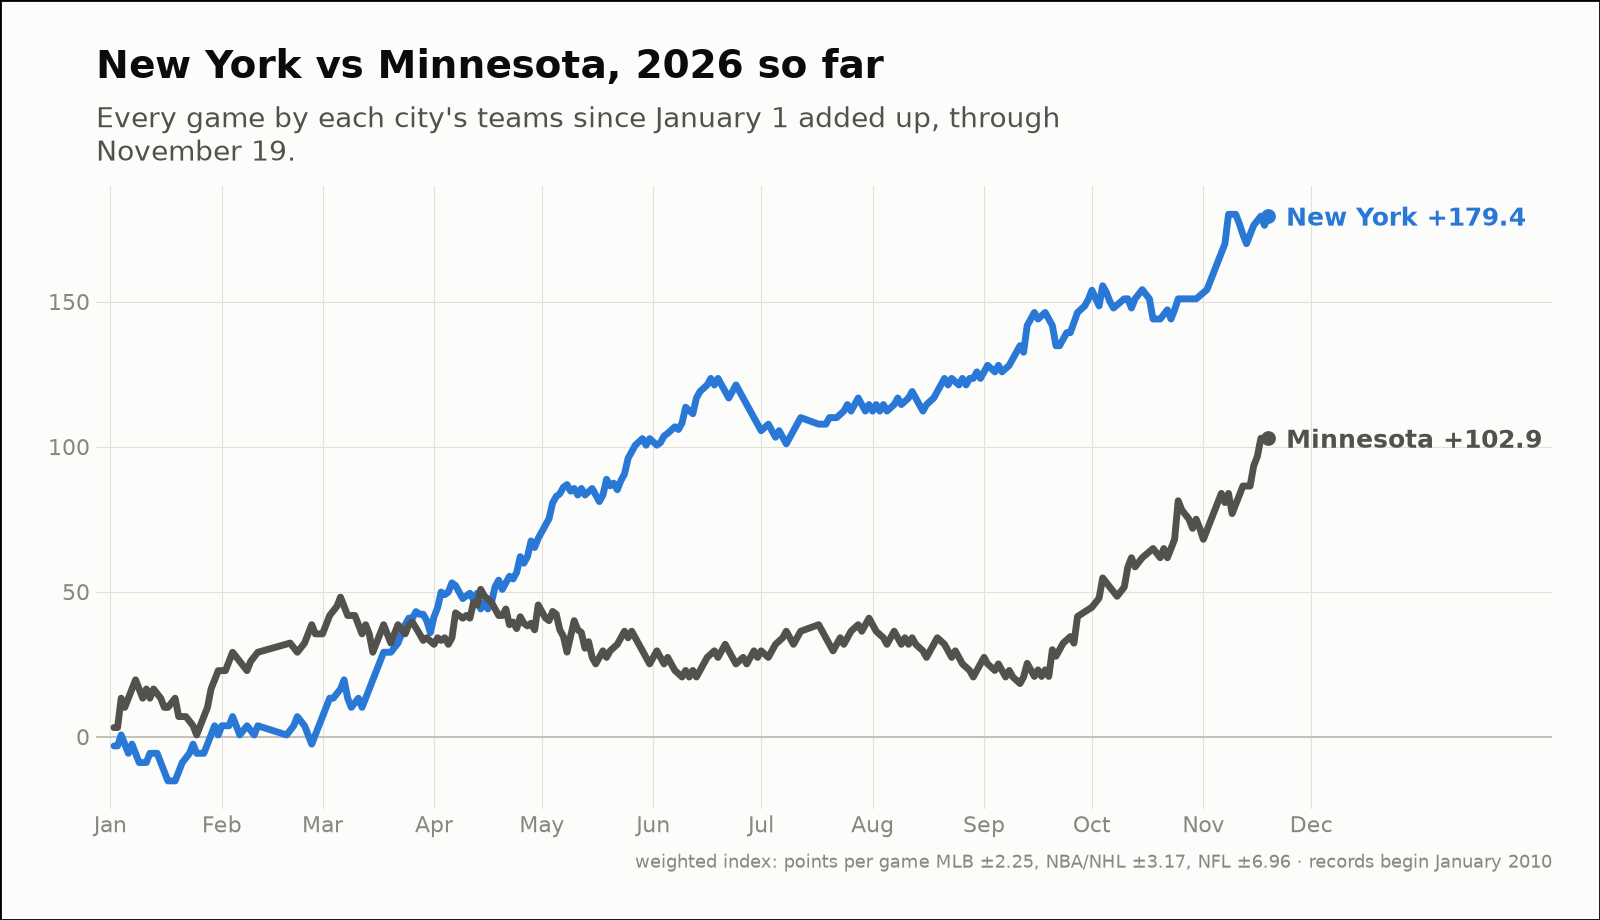 New York vs Minnesota, 2026 so far
Every game by each city's teams since January 1 added up, through
November 19.
New York +179.4
150
Minnesota +102.9
100
50
0
Jan Feb Mar Apr May Jun Jul Aug Sep Oct Nov Dec
weighted index: points per game MLB ±2.25, NBA/NHL ±3.17, NFL ±6.96 · records begin January 2010